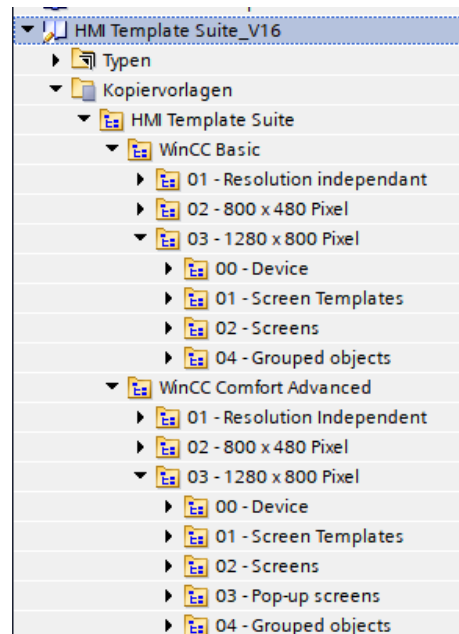 HMI Template Suite_V16
Typen
Kopiervorlagen
HMI Template Suite
WinCC Basic
01 - Resolution independant
02 - 800 x 480 Pixel
03 - 1280 x 800 Pixel
00 - Device
01 - Screen Templates
02 - Screens
04 - Grouped objects
WinCC Comfort Advanced
01 - Resolution Independent
02 - 800 x 480 Pixel
03 - 1280 x 800 Pixel
00 - Device
01 - Screen Templates
02 - Screens
03 - Pop-up screens
04 - Grouped objects